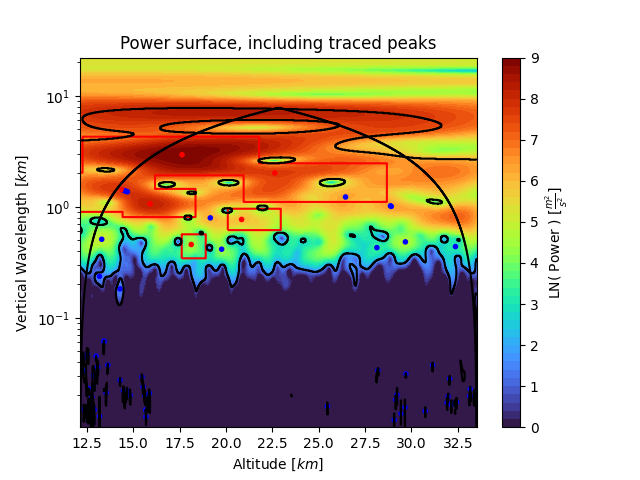 Power surface, including traced peaks
Vertical Wavelength [km]
10¹
10⁰
10⁻¹
12.5 15.0 17.5 20.0 22.5 25.0 27.5 30.0 32.5
Altitude [km]
9
8
7
6
5
4
3
2
1
0
LN( Power ) [m²/s²]